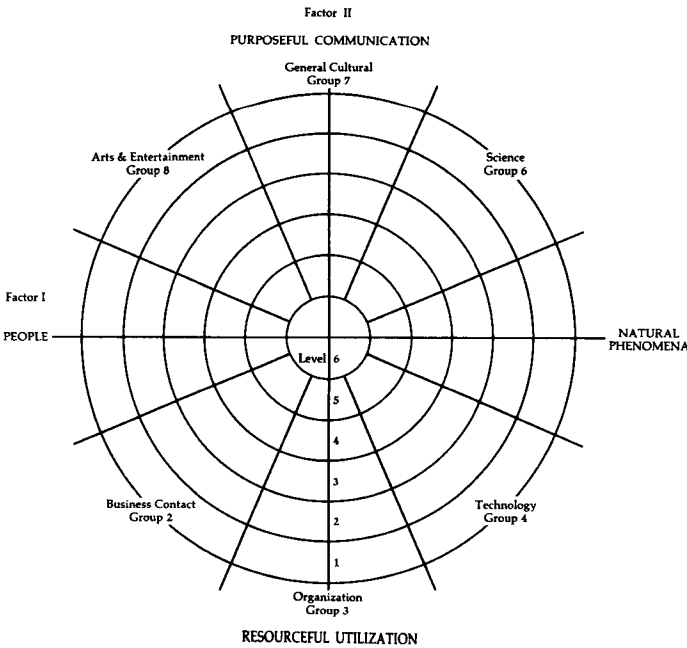 Factor II
PURPOSEFUL COMMUNICATION
General Cultural
Group 7
Arts & Entertainment
Group 8
Science
Group 6
Factor I
PEOPLE
NATURAL
PHENOMENA
Level 6
5
4
3
2
1
Business Contact
Group 2
Technology
Group 4
Organization
Group 3
RESOURCEFUL UTILIZATION